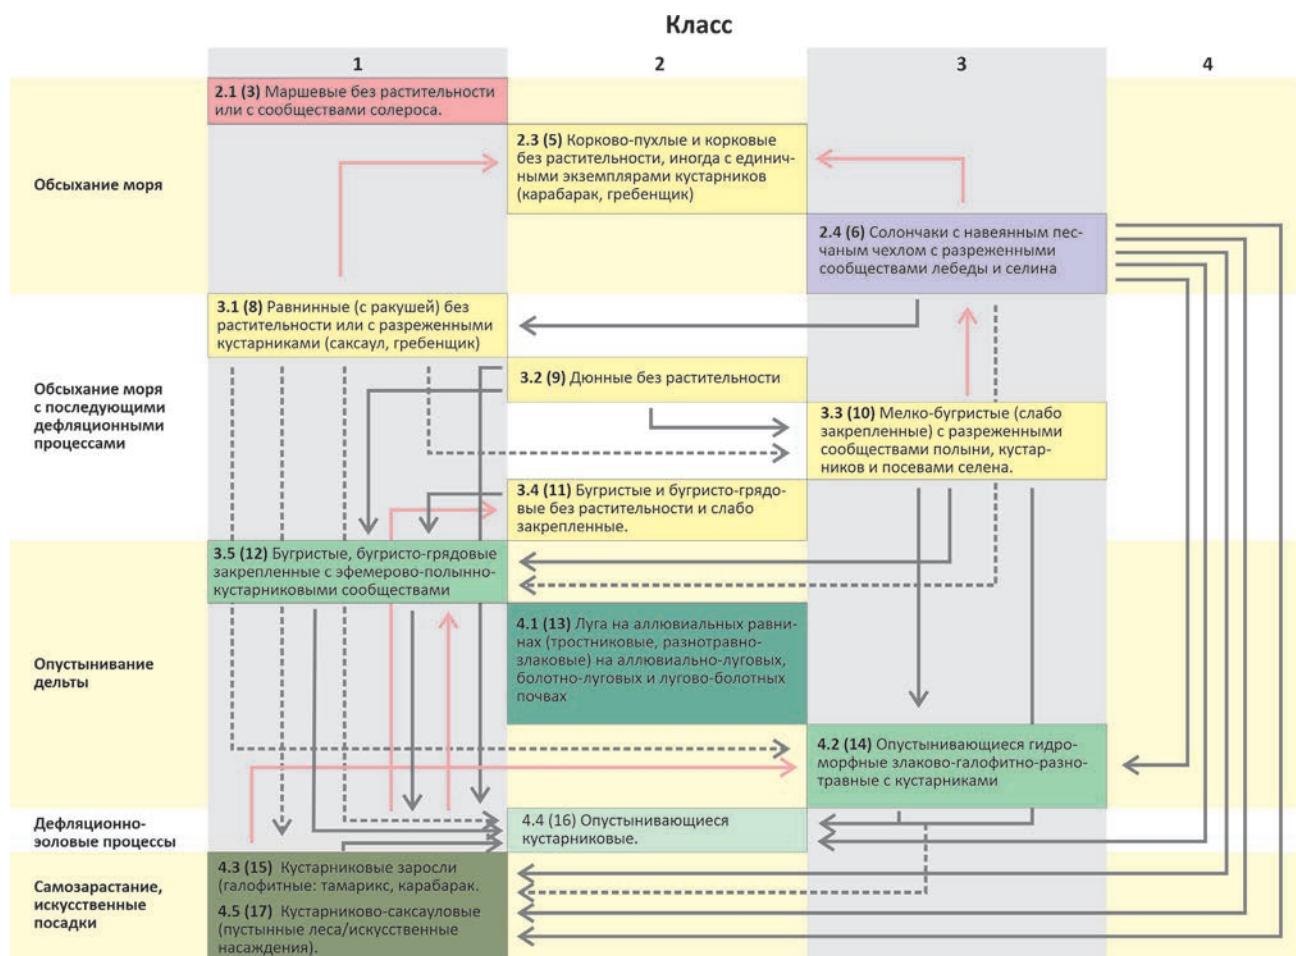 Класс
1
2
3
4
2.1 (3) Маршевые без растительности
или с сообществами солероса.
Обсыхание моря
2.3 (5) Корково-пухлые и корковые
без растительности, иногда с единич-
ными экземплярами кустарников
(карабарак, гребенщик)
2.4 (6) Солончаки с навеянным пес-
чаным чехлом с разреженными
сообществами лебеды и селина
Обсыхание моря
с последующими
дефляционными
процессами
3.1 (8) Равнинные (с ракушей) без
растительности или с разреженными
кустарниками (саксаул, гребенщик)
3.2 (9) Дюнные без растительности
3.3 (10) Мелко-бугристые (слабо
закрепленные) с разреженными
сообществами полыни, кустар-
ников и посевами селена.
3.4 (11) Бугристые и бугристо-грядо-
вые без растительности и слабо
закрепленные.
Опустынивание
дельты
3.5 (12) Бугристые, бугристо-грядовые
закрепленные с эфемерово-полынно-
кустарниковыми сообществами
4.1 (13) Луга на аллювиальных равни-
нах (тростниковые, разнотравно-
злаковые) на аллювиально-луговых,
болотно-луговых и лугово-болотных
почвах
4.2 (14) Опустынивающиеся гидро-
морфные злаково-галофитно-разно-
травные с кустарниками
Дефляционно-
эоловые процессы
4.4 (16) Опустынивающиеся
кустарниковые.
Самозарастание,
искусственные
посадки
4.3 (15) Кустарниковые заросли
(галофитные: тамарикс, карабарак.
4.5 (17) Кустарниково-саксауловые
(пустынные леса/искусственные
насаждения).